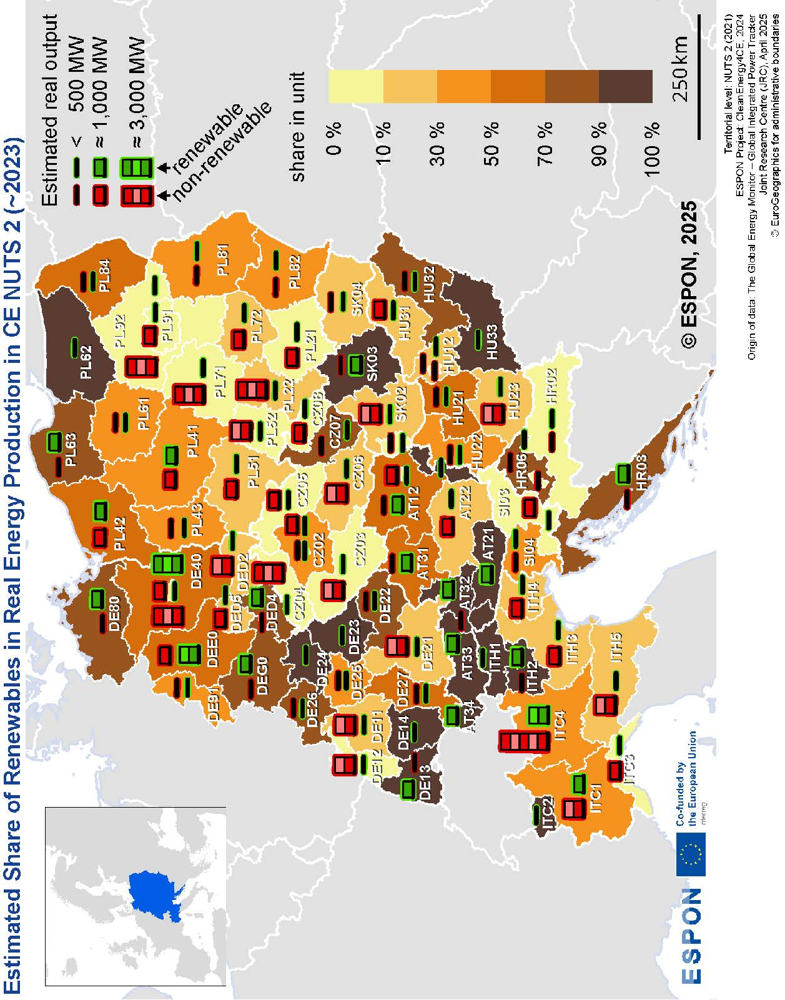 Estimated Share of Renewables in Real Energy Production in CE NUTS 2 (~2023)
Estimated real output
< 500 MW
≈ 1,000 MW
≈ 3,000 MW
renewable
non-renewable
share in unit
0 %
10 %
30 %
50 %
70 %
90 %
100 %
250km
© ESPON, 2025
PL84
PL62
PL63
PL42
DE80
PL92
PL91
PL61
PL81
PL71
PL41
PL43
DE40
DEE0
DE91
PL82
PL72
PL22
PL52
PL51
DED2
DED5
DED4
DEG0
PL21
CZ08
CZ07
CZ05
CZ02
CZ04
DE24
DE26
SK04
SK03
SK02
CZ06
CZ03
DE22
DE23
DE25
DE11
DE12
HU32
HU31
HU12
HU21
HU22
AT12
AT31
DE21
DE27
DE14
DE13
HU33
HU23
AT22
AT21
AT32
AT33
AT34
HR02
HR06
SI03
SI04
ITH4
ITH1
ITH2
ITH3
ITC4
ITC2
HR03
ITH5
ITC1
ITC3
ESPON
Co-funded by
the European Union
Interreg
Territorial level: NUTS 2 (2021)
ESPON Project: CleanEnergy4CE, 2024
Origin of data: The Global Energy Monitor – Global Integrated Power Tracker
Joint Research Centre (JRC), April 2025
© EuroGeographics for administrative boundaries